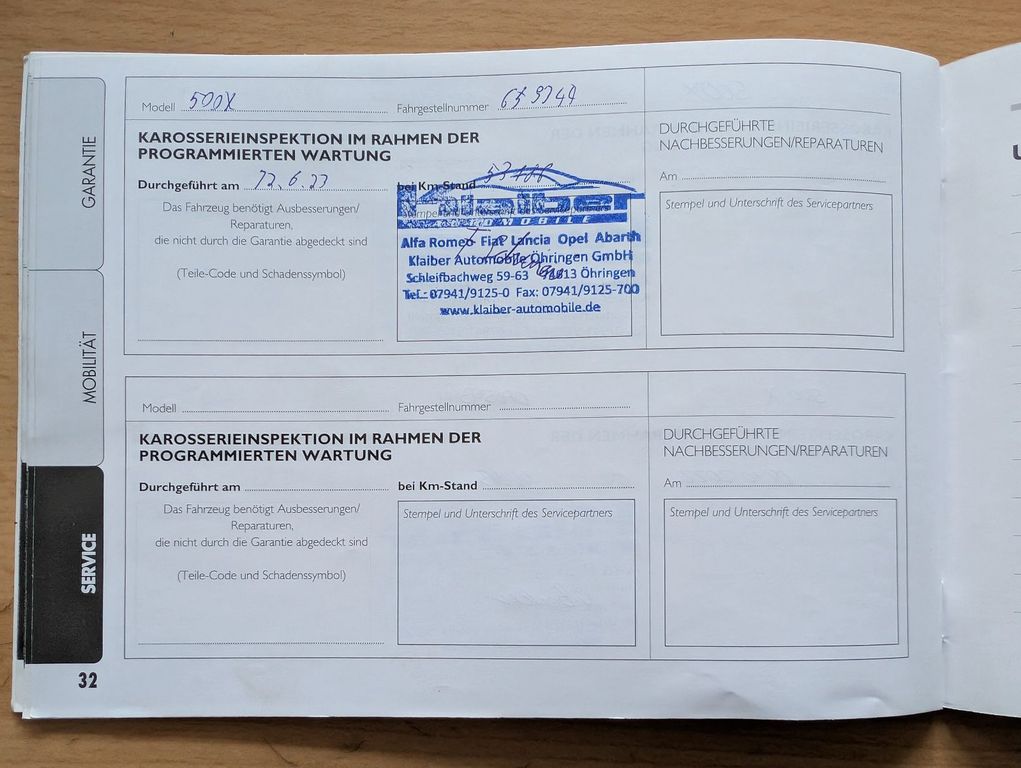 GARANTIE
MOBILITÄT
SERVICE
Modell 500X
Fahrgestellnummer
KAROSSERIEINSPEKTION IM RAHMEN DER
PROGRAMMIERTEN WARTUNG
Durchgeführt am
bei Km-Stand
Das Fahrzeug benötigt Ausbesserungen/
Reparaturen,
die nicht durch die Garantie abgedeckt sind
(Teile-Code und Schadenssymbol)
Klaiber
AUTOMOBILE
Alfa Romeo Fiat Lancia Opel Abarth
Klaiber Automobile Öhringen GmbH
Schleifbachweg 59-63 74613 Öhringen
Tel.: 07941/9125-0 Fax: 07941/9125-700
www.klaiber-automobile.de
DURCHGEFÜHRTE
NACHBESSERUNGEN/REPARATUREN
Am
Stempel und Unterschrift des Servicepartners
Modell
Fahrgestellnummer
KAROSSERIEINSPEKTION IM RAHMEN DER
PROGRAMMIERTEN WARTUNG
Durchgeführt am
bei Km-Stand
Das Fahrzeug benötigt Ausbesserungen/
Reparaturen,
die nicht durch die Garantie abgedeckt sind
(Teile-Code und Schadenssymbol)
Stempel und Unterschrift des Servicepartners
DURCHGEFÜHRTE
NACHBESSERUNGEN/REPARATUREN
Am
Stempel und Unterschrift des Servicepartners
32